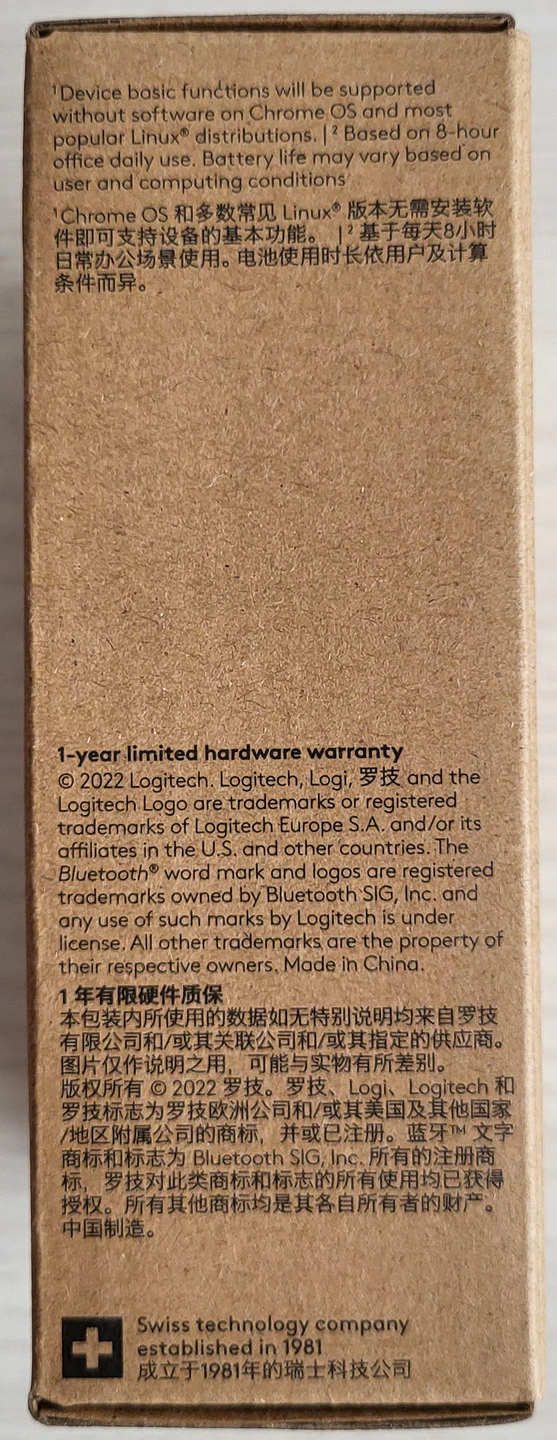 ¹Device basic functions will be supported
without software on Chrome OS and most
popular Linux® distributions. | ² Based on 8-hour
office daily use. Battery life may vary based on
user and computing conditions
¹Chrome OS 和多数常见 Linux® 版本无需安装软
件即可支持设备的基本功能。 | ² 基于每天8小时
日常办公场景使用。电池使用时长依用户及计算
条件而异。
1-year limited hardware warranty
© 2022 Logitech. Logitech, Logi, 罗技 and the
Logitech Logo are trademarks or registered
trademarks of Logitech Europe S.A. and/or its
affiliates in the U.S. and other countries. The
Bluetooth® word mark and logos are registered
trademarks owned by Bluetooth SIG, Inc. and
any use of such marks by Logitech is under
license. All other trademarks are the property of
their respective owners. Made in China.
1 年有限硬件质保
本包装内所使用的数据如无特别说明均来自罗技
有限公司和/或其关联公司和/或其指定的供应商。
图片仅作说明之用，可能与实物有所差别。
版权所有 © 2022 罗技。罗技、Logi、Logitech 和
罗技标志为罗技欧洲公司和/或其美国及其他国家
/地区附属公司的商标，并或已注册。蓝牙™ 文字
商标和标志为 Bluetooth SIG, Inc. 所有的注册商
标，罗技对此类商标和标志的所有使用均已获得
授权。所有其他商标均是其各自所有者的财产。
中国制造。
Swiss technology company
established in 1981
成立于1981年的瑞士科技公司